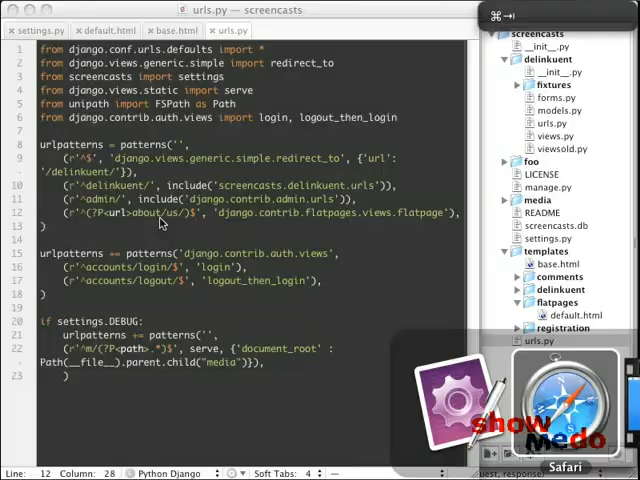 urls.py — screencasts
settings.py
default.html
base.html
urls.py
1 from django.conf.urls.defaults import *
2 from django.views.generic.simple import redirect_to
3 from screencasts import settings
4 from django.views.static import serve
5 from unipath import FSPath as Path
6 from django.contrib.auth.views import login, logout_then_login
7
8 urlpatterns = patterns('',
9 (r'^$', 'django.views.generic.simple.redirect_to', {'url':
'/delinkuent/'}),
10 (r'^delinkuent/', include('screencasts.delinkuent.urls')),
11 (r'^admin/', include('django.contrib.admin.urls')),
12 (r'^(?P<url>about/us/)$', 'django.contrib.flatpages.views.flatpage'),
13 )
14
15 urlpatterns += patterns('django.contrib.auth.views',
16 (r'^accounts/login/$', 'login'),
17 (r'^accounts/logout/$', 'logout_then_login'),
18 )
19
20 if settings.DEBUG:
21 urlpatterns += patterns('',
22 (r'^m/(?P<path>.*)$', serve, {'document_root' :
Path(__file__).parent.child("media")}),
23 )
Line: 12 Column: 28
Python Django
Soft Tabs: 4
—
⌘⇥
screencasts
__init__.py
delinkuent
__init__.py
fixtures
forms.py
models.py
urls.py
views.py
viewsold.py
foo
LICENSE
manage.py
media
README
screencasts.db
settings.py
templates
base.html
comments
delinkuent
flatpages
default.html
registration
urls.py
showmedo
Safari
uest, response)